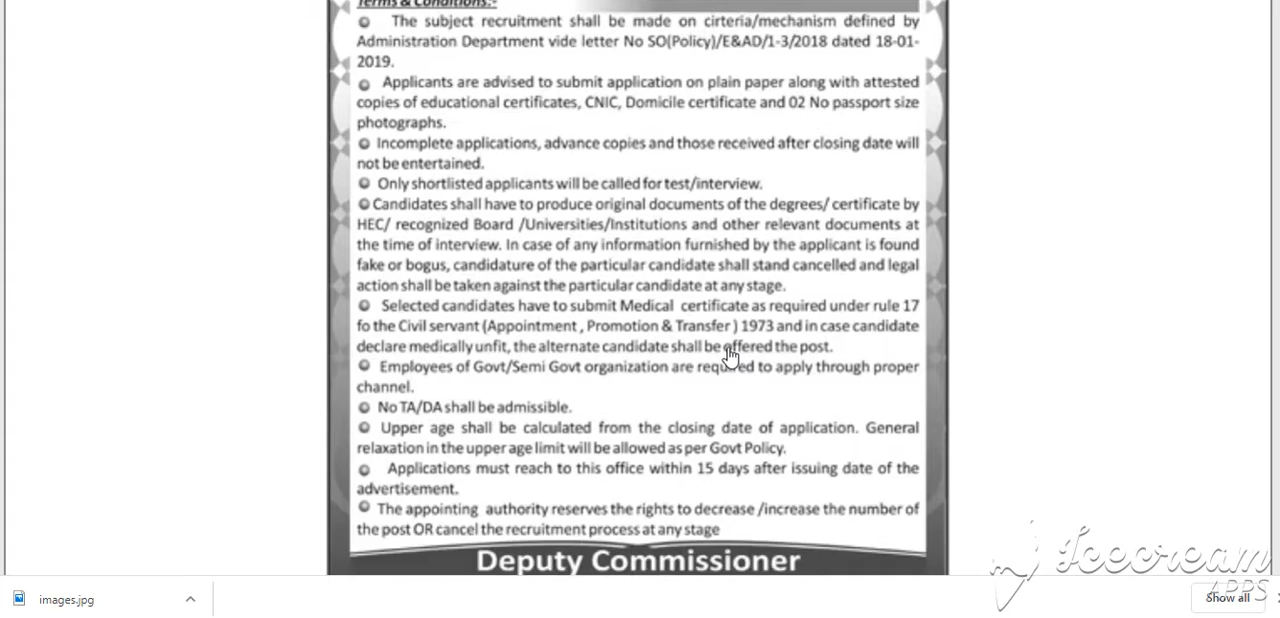 Terms & Conditions:-
The subject recruitment shall be made on cirteria/mechanism defined by
Administration Department vide letter No SO(Policy)/E&AD/1-3/2018 dated 18-01-
2019.
Applicants are advised to submit application on plain paper along with attested
copies of educational certificates, CNIC, Domicile certificate and 02 No passport size
photographs.
Incomplete applications, advance copies and those received after closing date will
not be entertained.
Only shortlisted applicants will be called for test/interview.
Candidates shall have to produce original documents of the degrees/ certificate by
HEC/ recognized Board /Universities/Institutions and other relevant documents at
the time of interview. In case of any information furnished by the applicant is found
fake or bogus, candidature of the particular candidate shall stand cancelled and legal
action shall be taken against the particular candidate at any stage.
Selected candidates have to submit Medical certificate as required under rule 17
fo the Civil servant (Appointment , Promotion & Transfer ) 1973 and in case candidate
declare medically unfit, the alternate candidate shall be offered the post.
Employees of Govt/Semi Govt organization are required to apply through proper
channel.
No TA/DA shall be admissible.
Upper age shall be calculated from the closing date of application. General
relaxation in the upper age limit will be allowed as per Govt Policy.
Applications must reach to this office within 15 days after issuing date of the
advertisement.
The appointing authority reserves the rights to decrease /increase the number of
the post OR cancel the recruitment process at any stage
Deputy Commissioner
Icecream
APPS
images.jpg
Show all